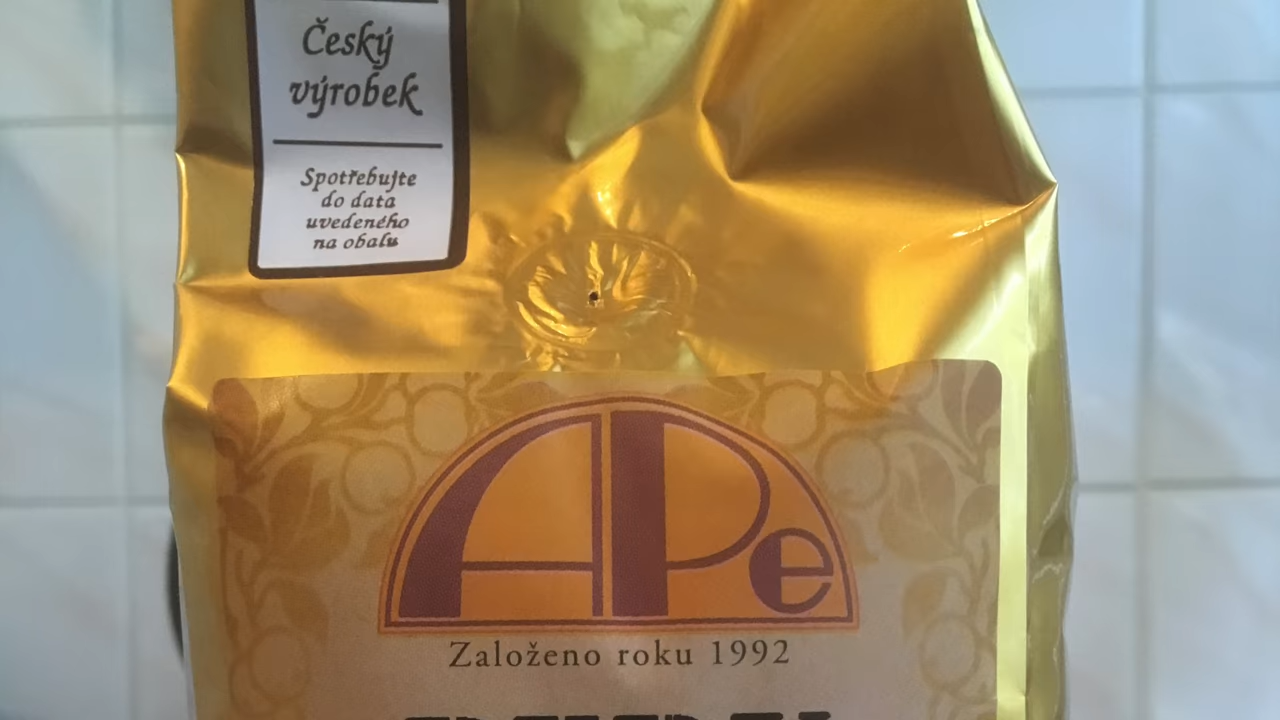 Český
výrobek
Spotřebujte
do data
uvedeného
na obalu
APe
Založeno roku 1992